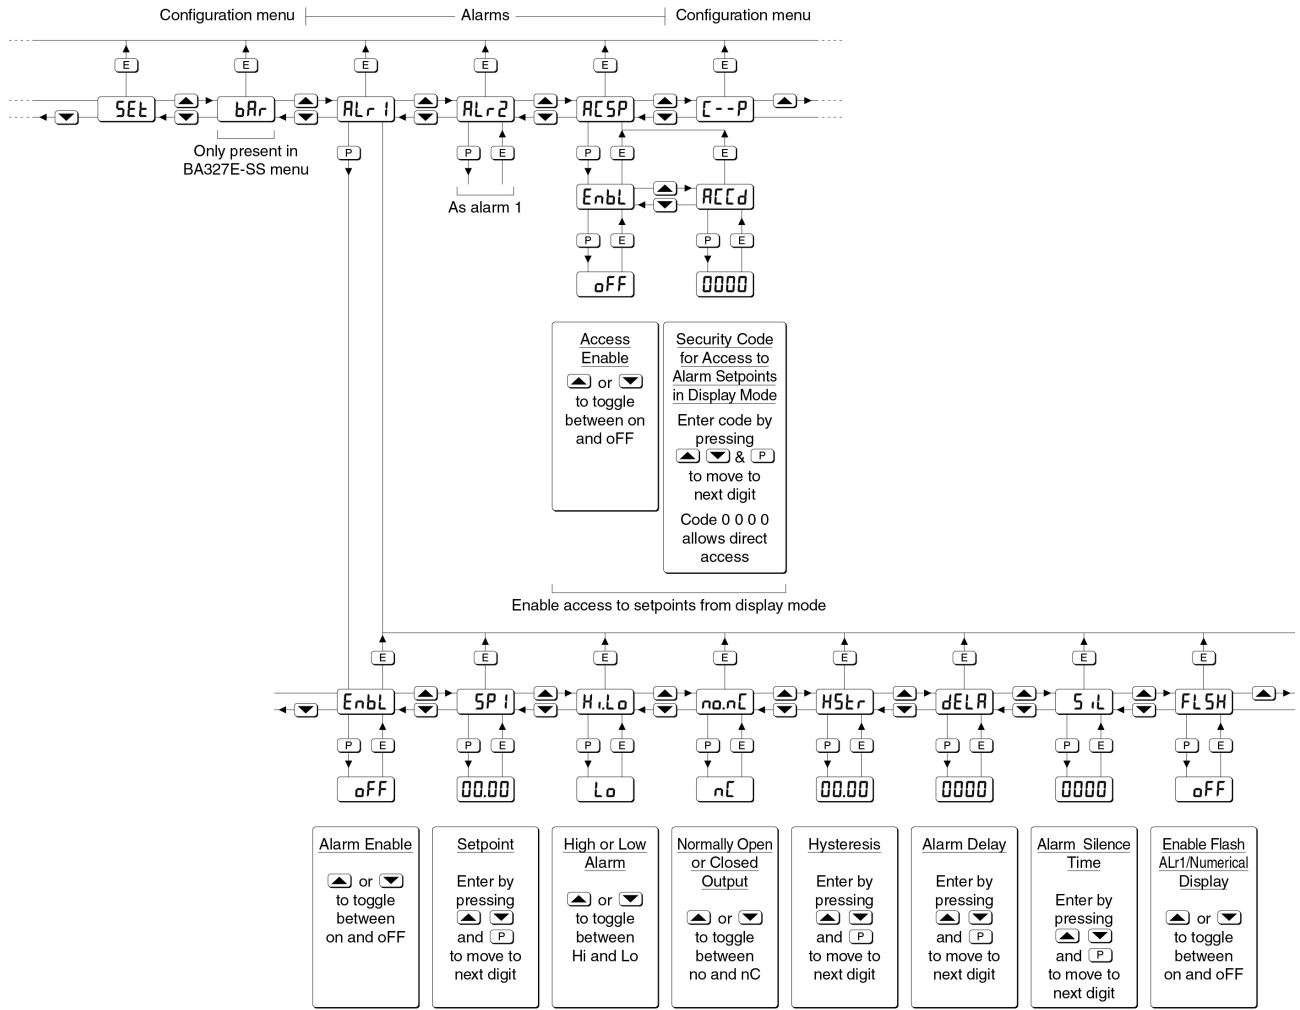 Configuration menu Alarms Configuration menu
E E E E E E
SEt bAr ALr1 ALr2 ACSP C--P
Only present in
BA327E-SS menu
P P E P E E
As alarm 1
EnbL ACCd
P E P E
oFF 0000
Access
Enable
or
to toggle
between on
and oFF
Security Code
for Access to
Alarm Setpoints
in Display Mode
Enter code by
pressing
& P
to move to
next digit
Code 0 0 0 0
allows direct
access
Enable access to setpoints from display mode
E E E E E E E E
EnbL SP1 Hi.Lo no.nC HStr dELA SiL FLSH
P E P E P E P E P E P E P E P E
oFF 00.00 Lo nC 00.00 0000 0000 oFF
Alarm Enable
or
to toggle
between
on and oFF
Setpoint
Enter by
pressing
and P
to move to
next digit
High or Low
Alarm
or
to toggle
between
Hi and Lo
Normally Open
or Closed
Output
or
to toggle
between
no and nC
Hysteresis
Enter by
pressing
and P
to move to
next digit
Alarm Delay
Enter by
pressing
and P
to move to
next digit
Alarm Silence
Time
Enter by
pressing
and P
to move to
next digit
Enable Flash
ALr1/Numerical
Display
or
to toggle
between
on and oFF